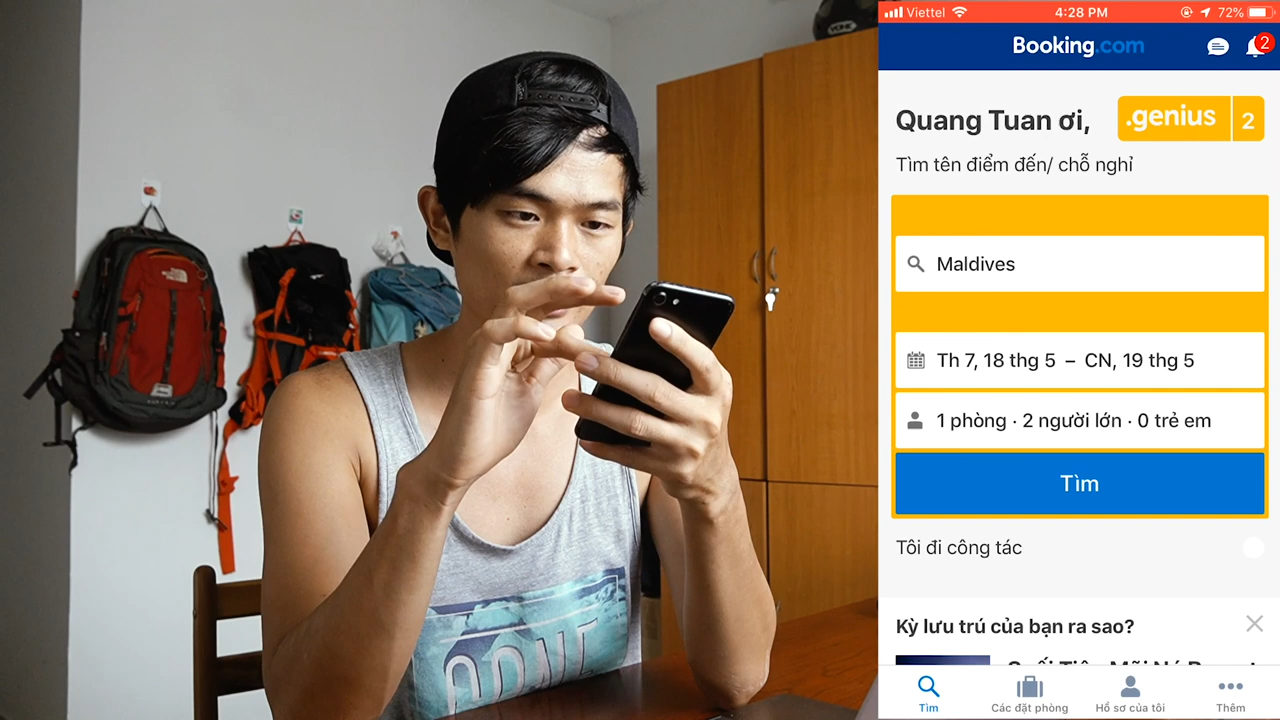 Viettel
4:28 PM
72%
Booking.com
2
Quang Tuan ơi,
.genius 2
Tìm tên điểm đến/ chỗ nghỉ
Maldives
Th 7, 18 thg 5 – CN, 19 thg 5
1 phòng · 2 người lớn · 0 trẻ em
Tìm
Tôi đi công tác
Kỳ lưu trú của bạn ra sao?
Tìm
Các đặt phòng
Hồ sơ của tôi
Thêm